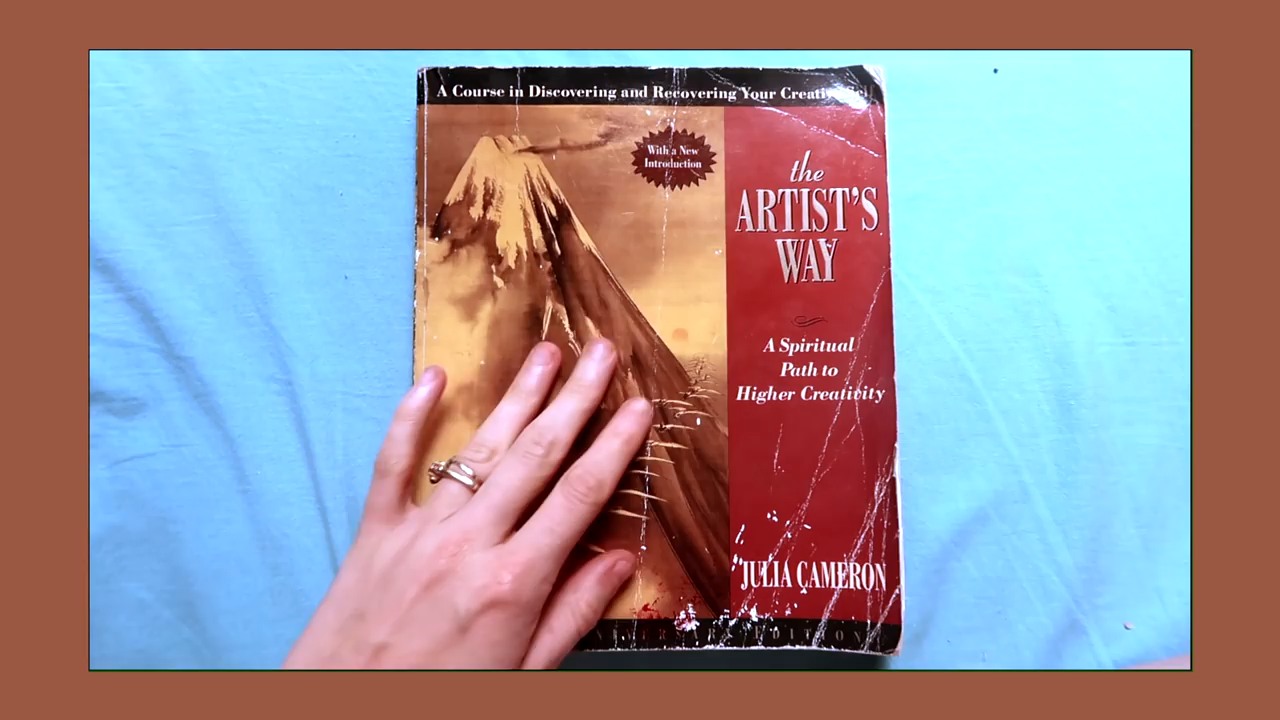 A Course in Discovering and Recovering Your
With a New
Introduction
the
ARTIST'S
WAY
A Spiritual
Path to
Higher Creativity
JULIA CAMERON
EDITION